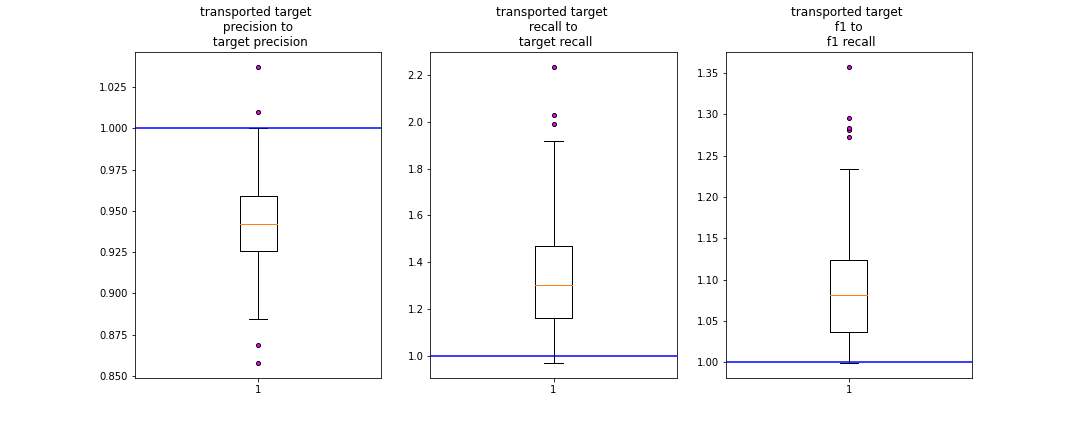 transported target
precision to
target precision
1.025
1.000
0.975
0.950
0.925
0.900
0.875
0.850
1
transported target
recall to
target recall
2.2
2.0
1.8
1.6
1.4
1.2
1.0
1
transported target
f1 to
f1 recall
1.35
1.30
1.25
1.20
1.15
1.10
1.05
1.00
1